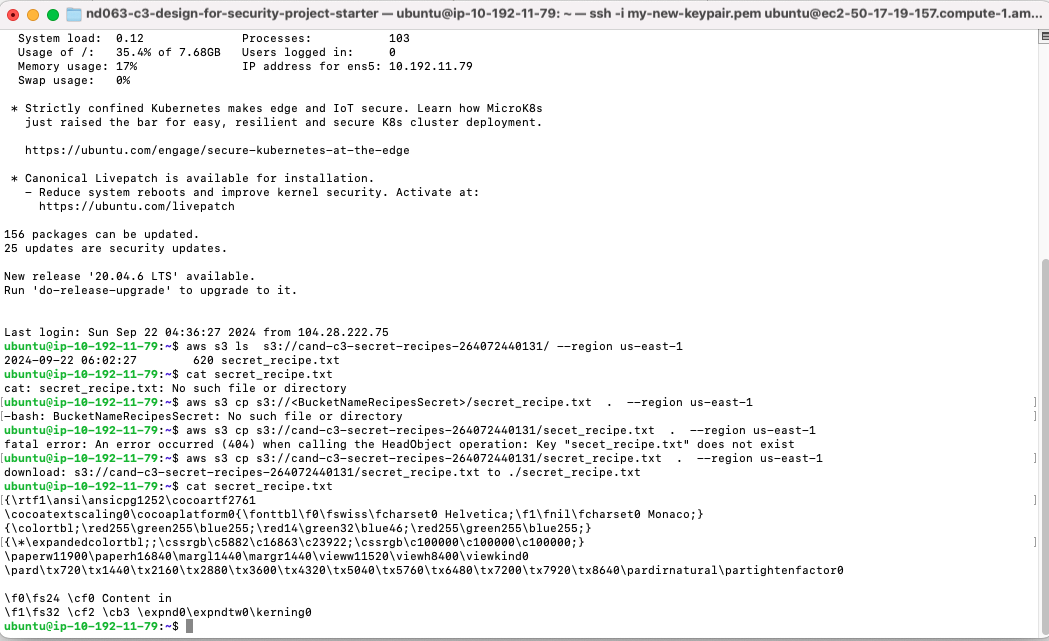 nd063-c3-design-for-security-project-starter — ubuntu@ip-10-192-11-79: ~ — ssh -i my-new-keypair.pem ubuntu@ec2-50-17-19-157.compute-1.am...
System load:  0.12              Processes:           103
Usage of /:   35.4% of 7.68GB   Users logged in:     0
Memory usage: 17%               IP address for ens5: 10.192.11.79
Swap usage:   0%
* Strictly confined Kubernetes makes edge and IoT secure. Learn how MicroK8s
just raised the bar for easy, resilient and secure K8s cluster deployment.
https://ubuntu.com/engage/secure-kubernetes-at-the-edge
* Canonical Livepatch is available for installation.
- Reduce system reboots and improve kernel security. Activate at:
https://ubuntu.com/livepatch
156 packages can be updated.
25 updates are security updates.
New release '20.04.6 LTS' available.
Run 'do-release-upgrade' to upgrade to it.
Last login: Sun Sep 22 04:36:27 2024 from 104.28.222.75
ubuntu@ip-10-192-11-79:~$ aws s3 ls  s3://cand-c3-secret-recipes-264072440131/ --region us-east-1
2024-09-22 06:02:27        620 secret_recipe.txt
ubuntu@ip-10-192-11-79:~$ cat secret_recipe.txt
cat: secret_recipe.txt: No such file or directory
[ubuntu@ip-10-192-11-79:~$ aws s3 cp s3://<BucketNameRecipesSecret>/secret_recipe.txt  .  --region us-east-1 ]
[-bash: BucketNameRecipesSecret: No such file or directory ]
ubuntu@ip-10-192-11-79:~$ aws s3 cp s3://cand-c3-secret-recipes-264072440131/secet_recipe.txt  .  --region us-east-1
fatal error: An error occurred (404) when calling the HeadObject operation: Key "secet_recipe.txt" does not exist
[ubuntu@ip-10-192-11-79:~$ aws s3 cp s3://cand-c3-secret-recipes-264072440131/secret_recipe.txt  .  --region us-east-1 ]
download: s3://cand-c3-secret-recipes-264072440131/secret_recipe.txt to ./secret_recipe.txt
ubuntu@ip-10-192-11-79:~$ cat secret_recipe.txt
[{\rtf1\ansi\ansicpg1252\cocoartf2761 ]
\cocoatextscaling0\cocoaplatform0{\fonttbl\f0\fswiss\fcharset0 Helvetica;\f1\fnil\fcharset0 Monaco;}
{\colortbl;\red255\green255\blue255;\red14\green32\blue46;\red255\green255\blue255;}
[{\*\expandedcolortbl;;\cssrgb\c5882\c16863\c23922;\cssrgb\c100000\c100000\c100000;} ]
\paperw11900\paperh16840\margl1440\margr1440\vieww11520\viewh8400\viewkind0
\pard\tx720\tx1440\tx2160\tx2880\tx3600\tx4320\tx5040\tx5760\tx6480\tx7200\tx7920\tx8640\pardirnatural\partightenfactor0
\f0\fs24 \cf0 Content in
\f1\fs32 \cf2 \cb3 \expnd0\expndtw0\kerning0
ubuntu@ip-10-192-11-79:~$